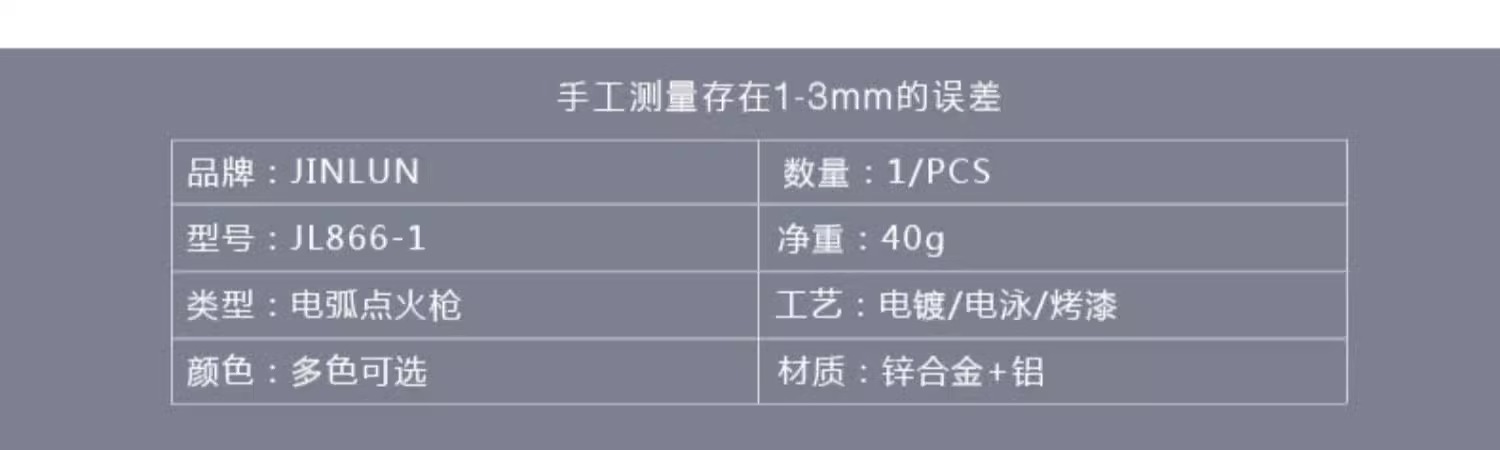 手工测量存在1-3mm的误差
品牌：JINLUN
数量：1/PCS
型号：JL866-1
净重：40g
类型：电弧点火枪
工艺：电镀/电泳/烤漆
颜色：多色可选
材质：锌合金+铝